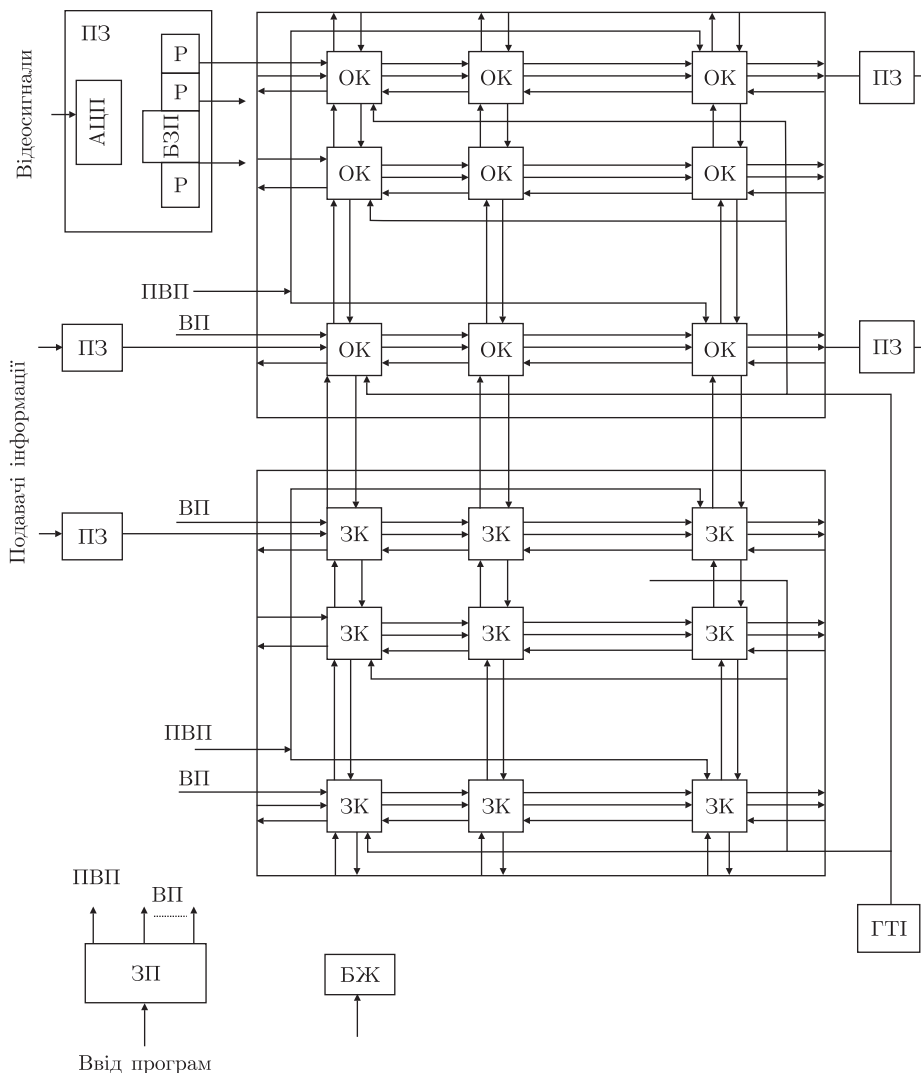 ПЗ
Р
Р
АЦП
БЗП
Р
Відеосигнали
ОК
ОК
ОК
ПЗ
ОК
ОК
ОК
ПВП
ВП
ПЗ
ОК
ОК
ОК
ПЗ
Подавачі інформації
ВП
ПЗ
ЗК
ЗК
ЗК
ЗК
ЗК
ЗК
ПВП
ВП
ЗК
ЗК
ЗК
ПВП
ВП
ГТІ
ЗП
БЖ
Ввід програм